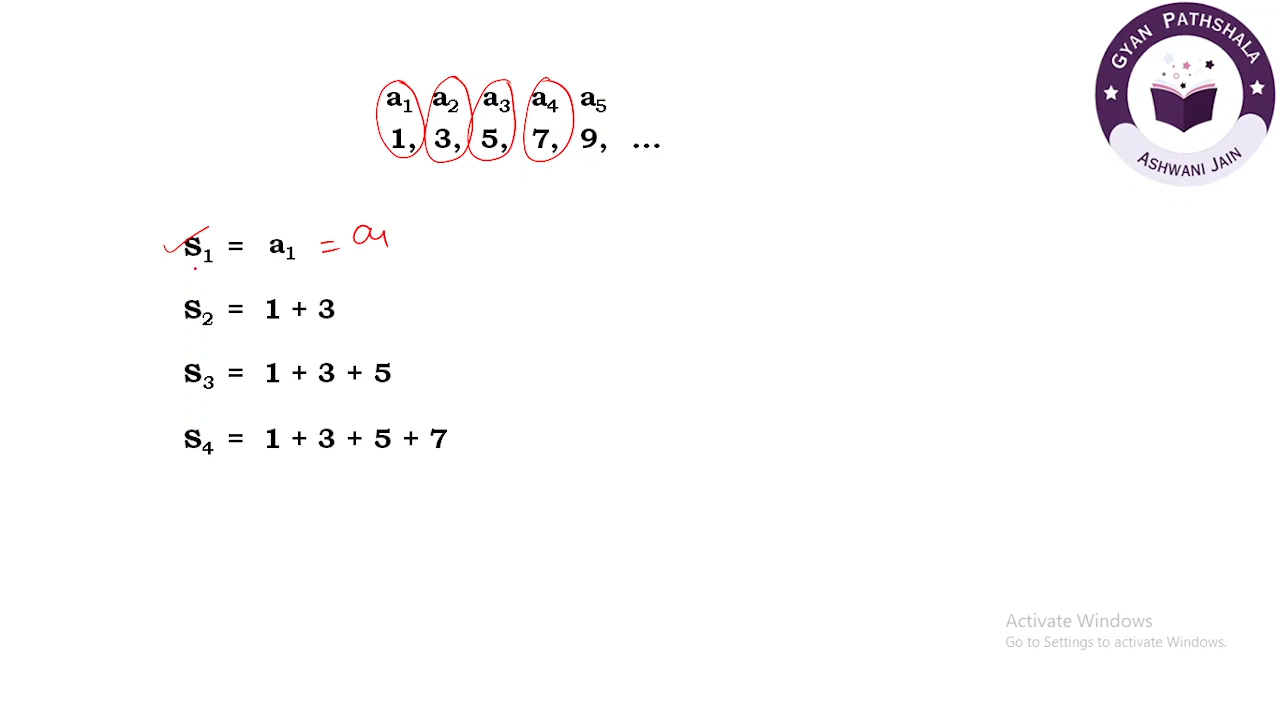 GYAN PATHSHALA
ASHWANI JAIN
a₁ a₂ a₃ a₄ a₅
1, 3, 5, 7, 9, ...
S₁ = a₁ = a₁
S₂ = 1 + 3
S₃ = 1 + 3 + 5
S₄ = 1 + 3 + 5 + 7
Activate Windows
Go to Settings to activate Windows.